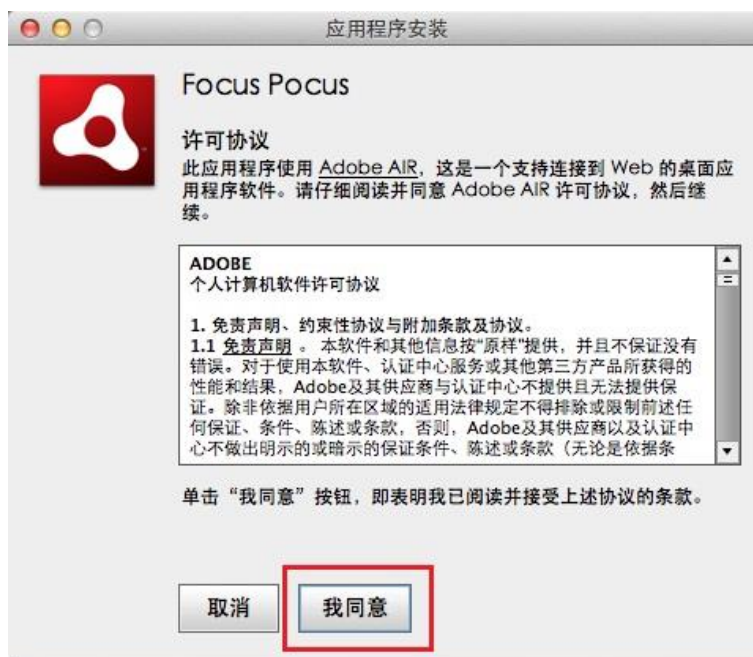 应用程序安装
Focus Pocus
许可协议
此应用程序使用 Adobe AIR，这是一个支持连接到 Web 的桌面应
用程序软件。请仔细阅读并同意 Adobe AIR 许可协议，然后继
续。
ADOBE
个人计算机软件许可协议
1. 免责声明、约束性协议与附加条款及协议。
1.1 免责声明 。 本软件和其他信息按“原样”提供，并且不保证没有
错误。对于使用本软件、认证中心服务或其他第三方产品所获得的
性能和结果，Adobe及其供应商与认证中心不提供且无法提供保
证。除非依据用户所在区域的适用法律规定不得排除或限制前述任
何保证、条件、陈述或条款，否则，Adobe及其供应商以及认证中
心不做出明示的或暗示的保证条件、陈述或条款（无论是依据条
单击“我同意”按钮，即表明我已阅读并接受上述协议的条款。
取消
我同意